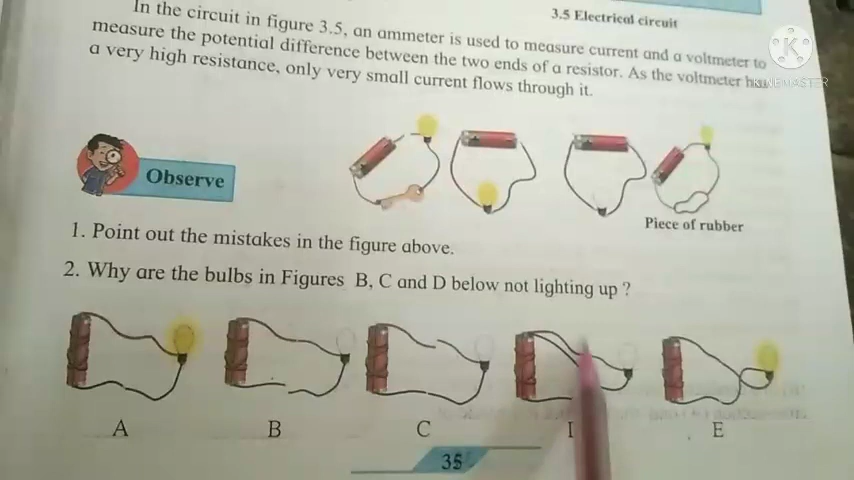 3.5 Electrical circuit
In the circuit in figure 3.5, an ammeter is used to measure current and a voltmeter to
measure the potential difference between the two ends of a resistor. As the voltmeter has
a very high resistance, only very small current flows through it.
K
KINEMASTER
Observe
Piece of rubber
1. Point out the mistakes in the figure above.
2. Why are the bulbs in Figures B, C and D below not lighting up ?
A B C E
35